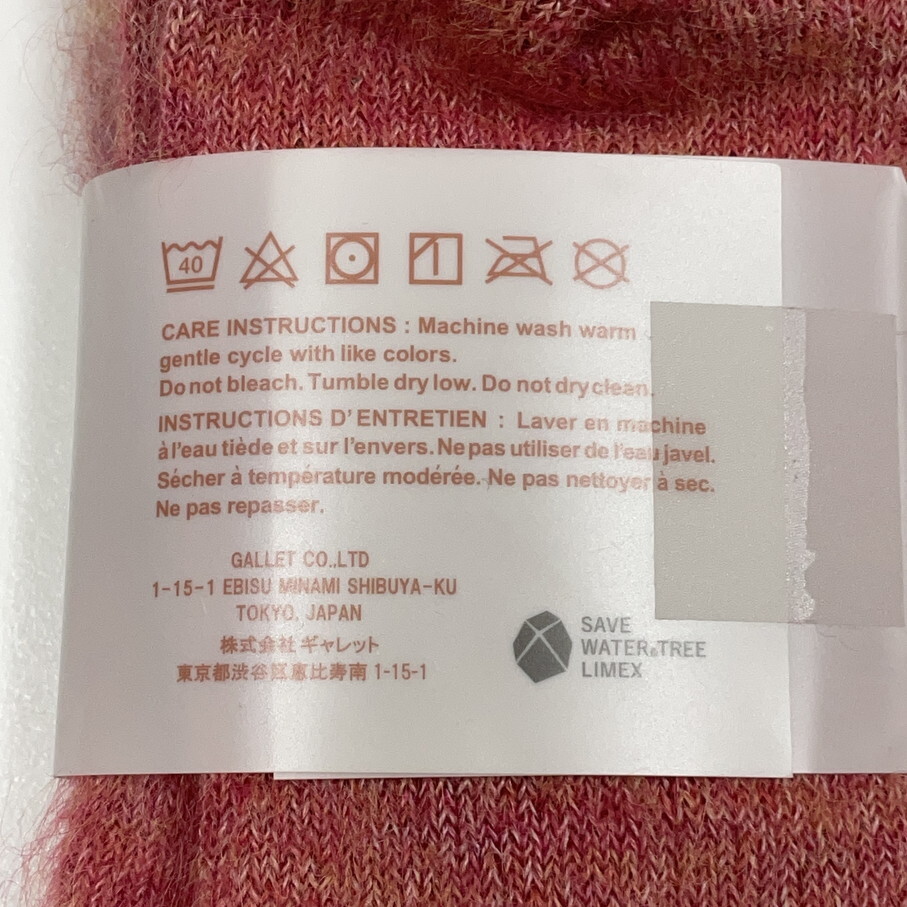 40
CARE INSTRUCTIONS : Machine wash warm
gentle cycle with like colors.
Do not bleach. Tumble dry low. Do not dry clean.
INSTRUCTIONS D' ENTRETIEN : Laver en machine
à l'eau tiède et sur l'envers. Ne pas utiliser de l'eau javel.
Sécher à température modérée. Ne pas nettoyer à sec.
Ne pas repasser.
GALLET CO.,LTD
1-15-1 EBISU MINAMI SHIBUYA-KU
TOKYO, JAPAN
株式会社 ギャレット
東京都渋谷区恵比寿南 1-15-1
SAVE
WATER&TREE
LIMEX